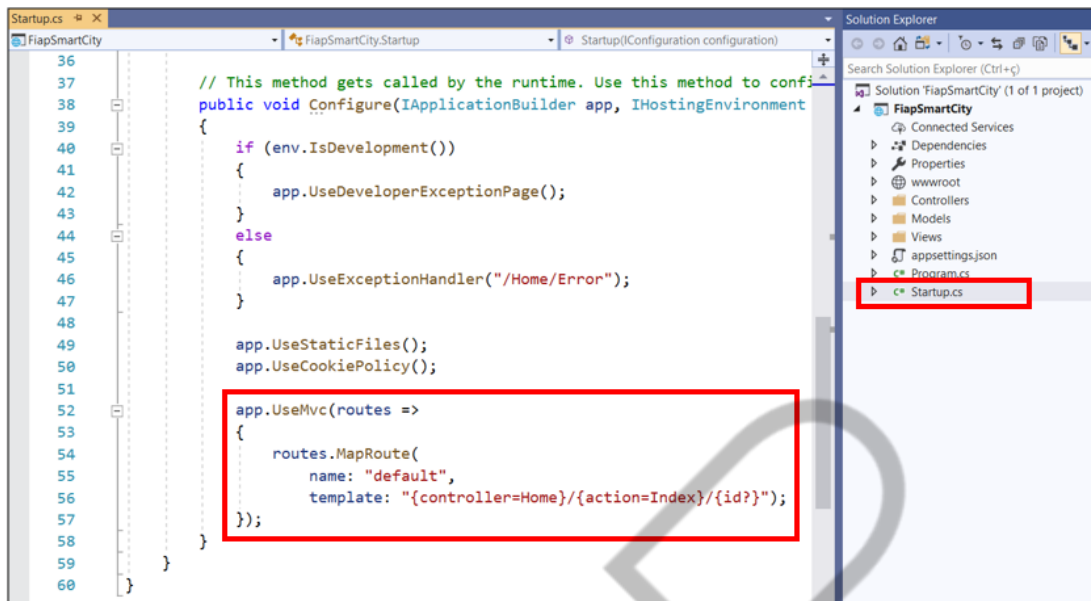 Startup.cs
FiapSmartCity
FiapSmartCity.Startup
Startup(IConfiguration configuration)
36
37 // This method gets called by the runtime. Use this method to confi
38 public void Configure(IApplicationBuilder app, IHostingEnvironment
39 {
40 if (env.IsDevelopment())
41 {
42 app.UseDeveloperExceptionPage();
43 }
44 else
45 {
46 app.UseExceptionHandler("/Home/Error");
47 }
48
49 app.UseStaticFiles();
50 app.UseCookiePolicy();
51
52 app.UseMvc(routes =>
53 {
54 routes.MapRoute(
55 name: "default",
56 template: "{controller=Home}/{action=Index}/{id?}");
57 });
58 }
59 }
60 }
Solution Explorer
Search Solution Explorer (Ctrl+ç)
Solution 'FiapSmartCity' (1 of 1 project)
FiapSmartCity
Connected Services
Dependencies
Properties
wwwroot
Controllers
Models
Views
appsettings.json
C# Program.cs
C# Startup.cs